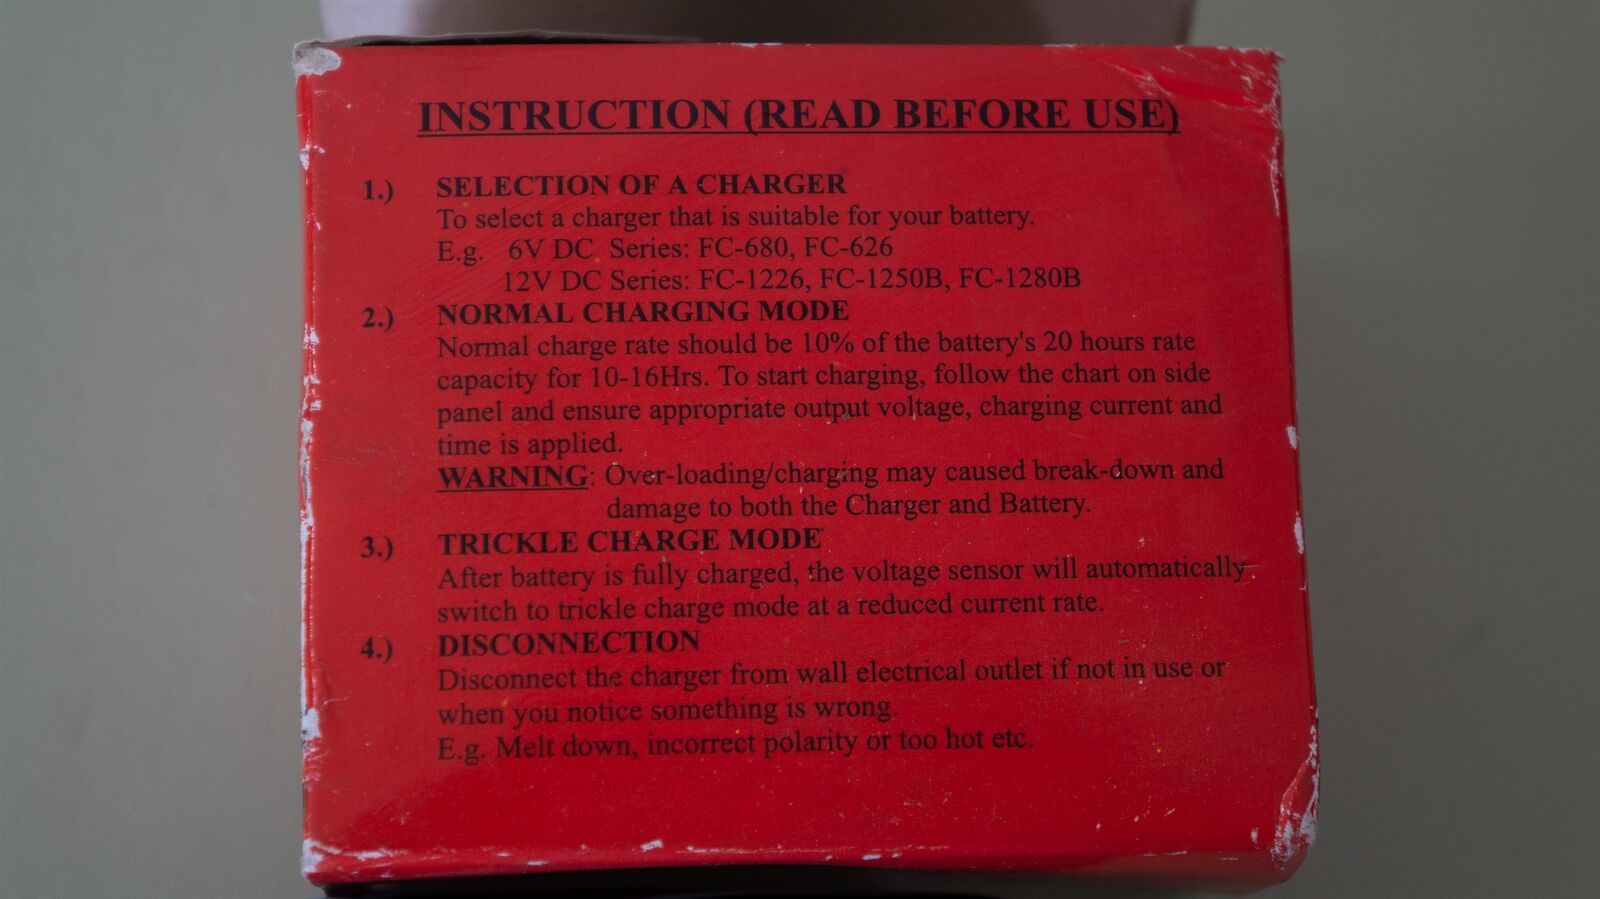 INSTRUCTION (READ BEFORE USE)
1.) SELECTION OF A CHARGER
To select a charger that is suitable for your battery.
E.g. 6V DC Series: FC-680, FC-626
12V DC Series: FC-1226, FC-1250B, FC-1280B
2.) NORMAL CHARGING MODE
Normal charge rate should be 10% of the battery's 20 hours rate
capacity for 10-16Hrs. To start charging, follow the chart on side
panel and ensure appropriate output voltage, charging current and
time is applied.
WARNING: Over-loading/charging may caused break-down and
damage to both the Charger and Battery.
3.) TRICKLE CHARGE MODE
After battery is fully charged, the voltage sensor will automatically
switch to trickle charge mode at a reduced current rate.
4.) DISCONNECTION
Disconnect the charger from wall electrical outlet if not in use or
when you notice something is wrong.
E.g. Melt down, incorrect polarity or too hot etc.